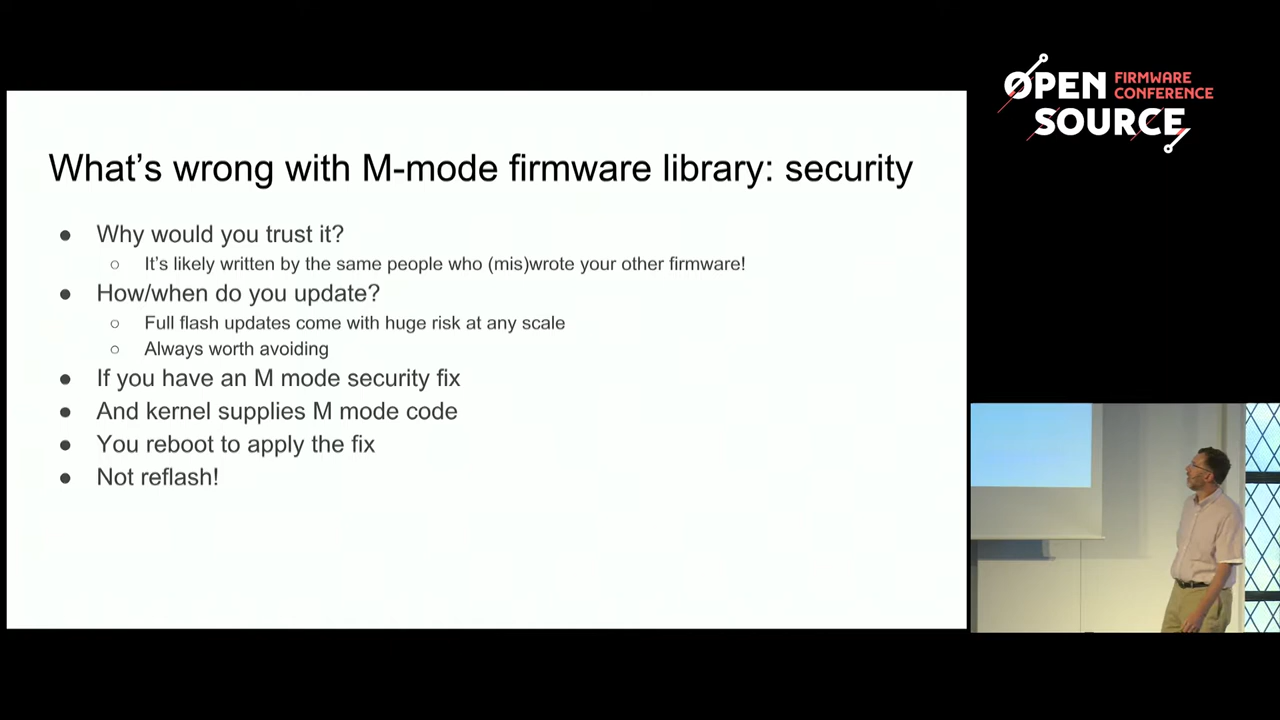 What's wrong with M-mode firmware library: security
● Why would you trust it?
○ It's likely written by the same people who (mis)wrote your other firmware!
● How/when do you update?
○ Full flash updates come with huge risk at any scale
○ Always worth avoiding
● If you have an M mode security fix
● And kernel supplies M mode code
● You reboot to apply the fix
● Not reflash!
OPEN FIRMWARE
CONFERENCE
SOURCE